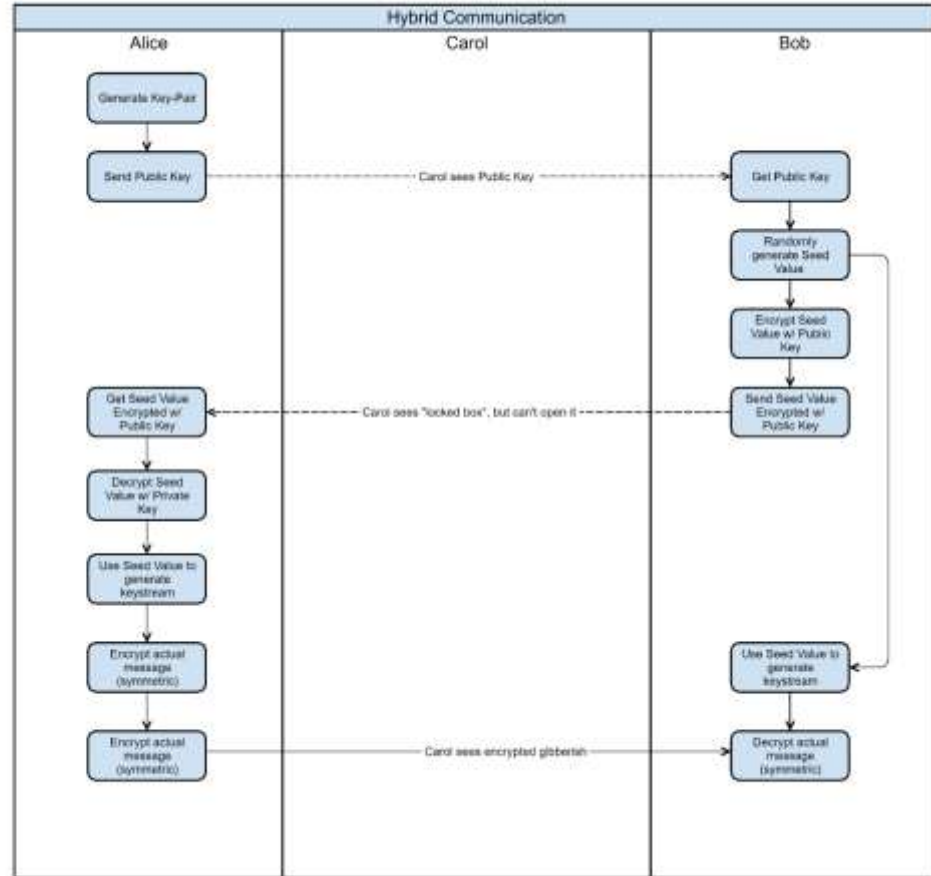 Hybrid Communication
Alice
Carol
Bob
Generate Key-Pair
Send Public Key
Carol sees Public Key
Get Public Key
Randomly
generate Seed
Value
Encrypt Seed
Value w/ Public
Key
Get Seed Value
Encrypted w/
Public Key
Carol sees "locked box", but can't open it
Send Seed Value
Encrypted w/
Public Key
Decrypt Seed
Value w/ Private
Key
Use Seed Value to
generate
keystream
Encrypt actual
message
(symmetric)
Use Seed Value to
generate
keystream
Encrypt actual
message
(symmetric)
Carol sees encrypted gibberish
Decrypt actual
message
(symmetric)